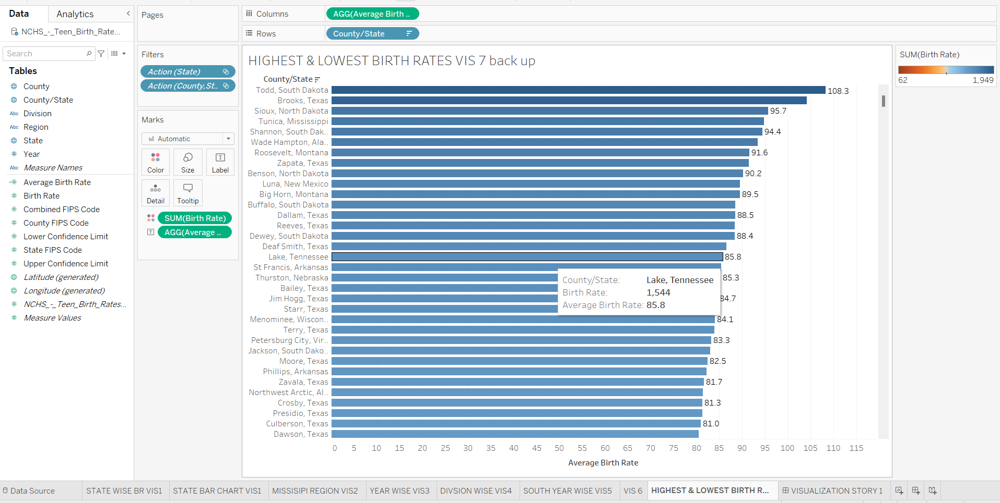 Data
Analytics
NCHS_-_Teen_Birth_Rate...
Search
Tables
County
County/State
Abc Division
Abc Region
State
# Year
Abc Measure Names
=# Average Birth Rate
# Birth Rate
# Combined FIPS Code
# County FIPS Code
# Lower Confidence Limit
# State FIPS Code
# Upper Confidence Limit
Latitude (generated)
Longitude (generated)
# NCHS_-_Teen_Birth_Rates...
# Measure Values
Pages
Filters
Action (State)
Action (County,St..
Marks
Automatic
Color
Size
T
Label
Detail
Tooltip
SUM(Birth Rate)
T AGG(Average ..
Columns
AGG(Average Birth ..
Rows
County/State
HIGHEST & LOWEST BIRTH RATES VIS 7 back up
County/State
Todd, South Dakota 108.3
Brooks, Texas
Sioux, North Dakota 95.7
Tunica, Mississippi
Shannon, South Dak.. 94.4
Wade Hampton, Ala..
Roosevelt, Montana 91.6
Zapata, Texas
Benson, North Dakota 90.2
Luna, New Mexico
Big Horn, Montana 89.5
Buffalo, South Dakota
Dallam, Texas 88.5
Reeves, Texas
Dewey, South Dakota 88.4
Deaf Smith, Texas
Lake, Tennessee 85.8
St Francis, Arkansas
Thurston, Nebraska 85.3
Bailey, Texas
Jim Hogg, Texas 84.7
Starr, Texas
Menominee, Wiscon.. 84.1
Terry, Texas
Petersburg City, Vir.. 83.3
Jackson, South Dako..
Moore, Texas 82.5
Phillips, Arkansas
Zavala, Texas 81.7
Northwest Arctic, Al..
Crosby, Texas 81.3
Presidio, Texas
Culberson, Texas 81.0
Dawson, Texas
County/State: Lake, Tennessee
Birth Rate: 1,544
Average Birth Rate: 85.8
0 5 10 15 20 25 30 35 40 45 50 55 60 65 70 75 80 85 90 95 100 105 110 115
Average Birth Rate
SUM(Birth Rate)
62 1,949
Data Source
STATE WISE BR VIS1
STATE BAR CHART VIS1
MISSISIPI REGION VIS2
YEAR WISE VIS3
DIVSION WISE VIS4
SOUTH YEAR WISE VIS5
VIS 6
HIGHEST & LOWEST BIRTH R...
VISUALIZATION STORY 1